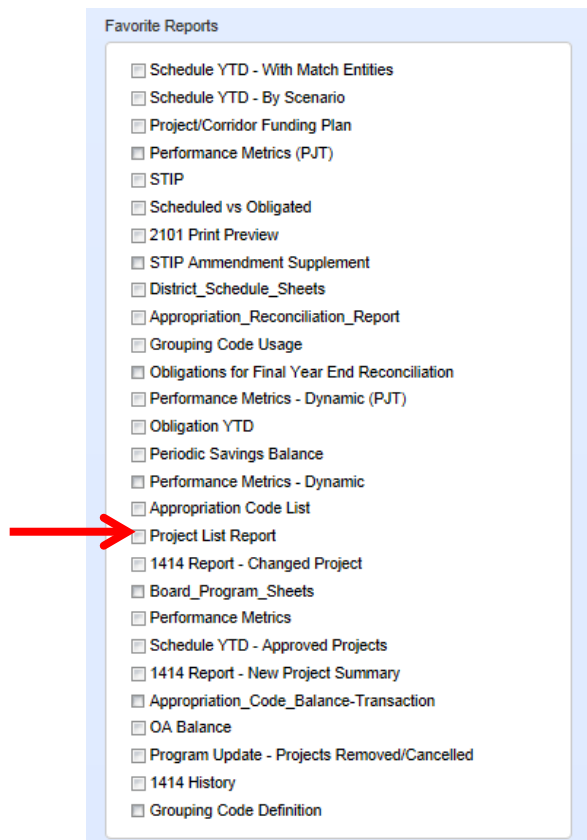 Favorite Reports
Schedule YTD - With Match Entities
Schedule YTD - By Scenario
Project/Corridor Funding Plan
Performance Metrics (PJT)
STIP
Scheduled vs Obligated
2101 Print Preview
STIP Ammendment Supplement
District_Schedule_Sheets
Appropriation_Reconciliation_Report
Grouping Code Usage
Obligations for Final Year End Reconciliation
Performance Metrics - Dynamic (PJT)
Obligation YTD
Periodic Savings Balance
Performance Metrics - Dynamic
Appropriation Code List
Project List Report
1414 Report - Changed Project
Board_Program_Sheets
Performance Metrics
Schedule YTD - Approved Projects
1414 Report - New Project Summary
Appropriation_Code_Balance-Transaction
OA Balance
Program Update - Projects Removed/Cancelled
1414 History
Grouping Code Definition